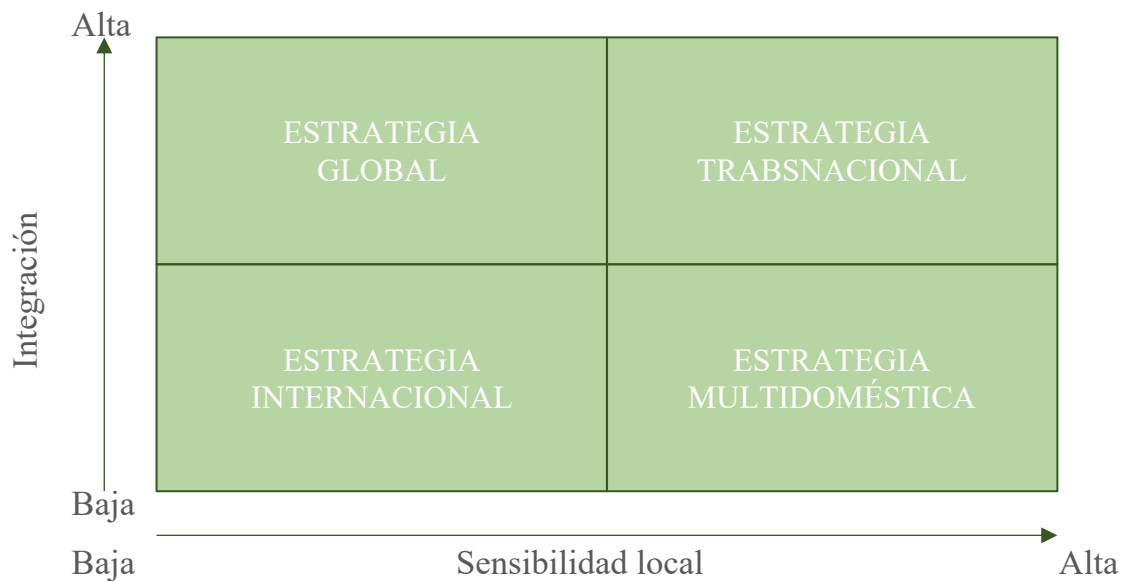 Alta
ESTRATEGIA
GLOBAL
ESTRATEGIA
TRABSNACIONAL
Integración
ESTRATEGIA
INTERNACIONAL
ESTRATEGIA
MULTIDOMÉSTICA
Baja
Baja
Sensibilidad local
Alta